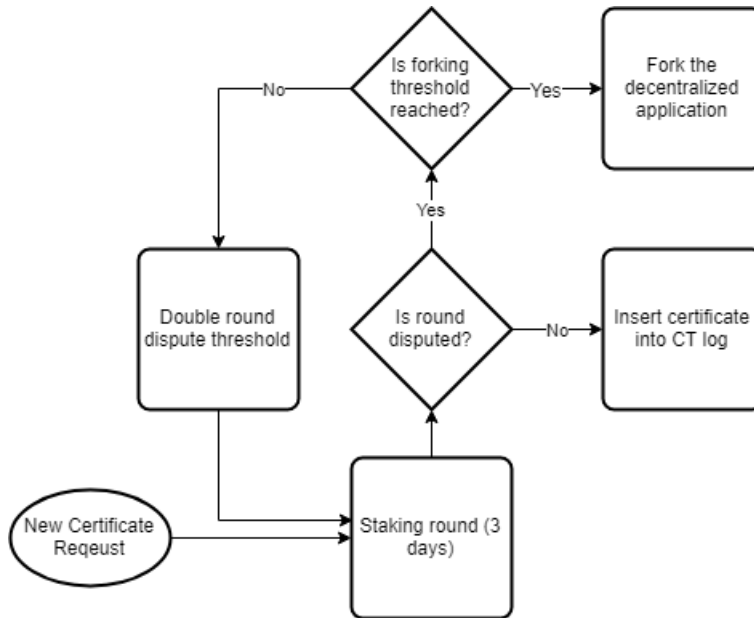 Is forking
threshold
reached?
Fork the
decentralized
application
No
Yes
Yes
Double round
dispute threshold
Is round
disputed?
No
Insert certificate
into CT log
New Certificate
Reqeust
Staking round (3
days)